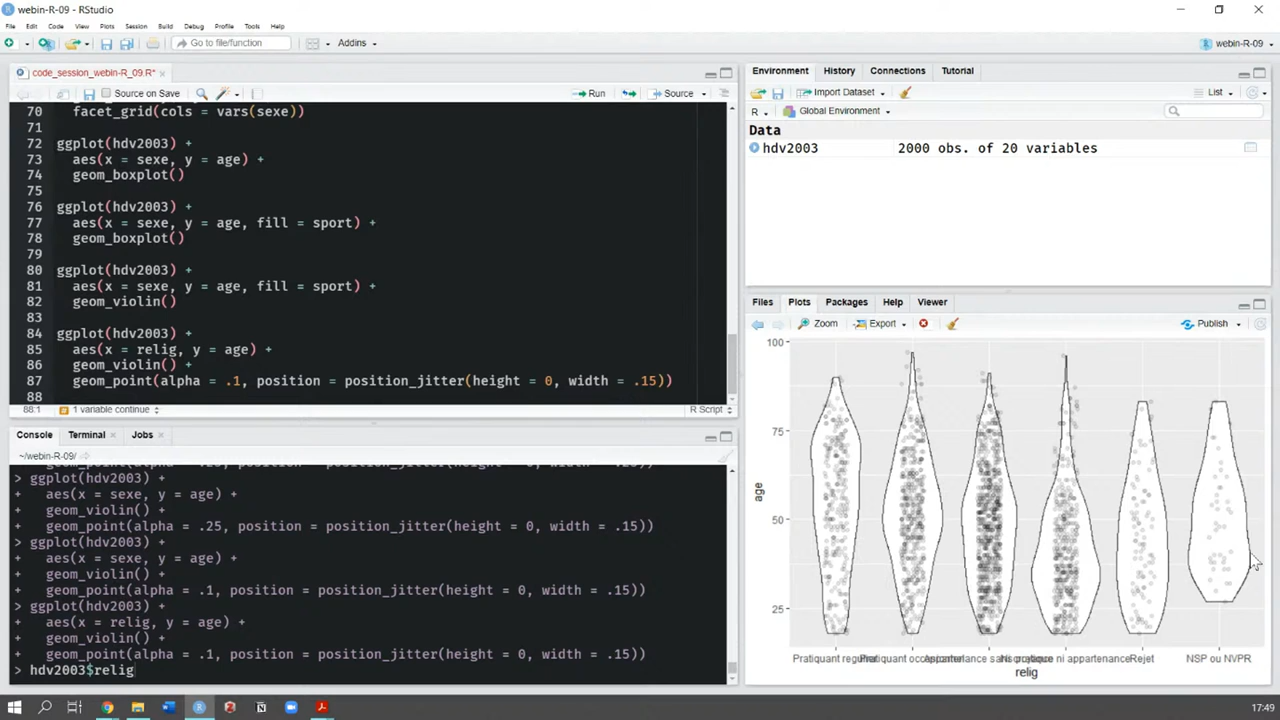 webin-R-09 - RStudio
File Edit Code View Plots Session Build Debug Profile Tools Help
Go to file/function Addins webin-R-09
code_session_webin-R_09.R*
Source on Save Run Source
70 facet_grid(cols = vars(sexe))
71
72 ggplot(hdv2003) +
73 aes(x = sexe, y = age) +
74 geom_boxplot()
75
76 ggplot(hdv2003) +
77 aes(x = sexe, y = age, fill = sport) +
78 geom_boxplot()
79
80 ggplot(hdv2003) +
81 aes(x = sexe, y = age, fill = sport) +
82 geom_violin()
83
84 ggplot(hdv2003) +
85 aes(x = relig, y = age) +
86 geom_violin() +
87 geom_point(alpha = .1, position = position_jitter(height = 0, width = .15))
88
88:1 1 variable continue R Script
Console Terminal Jobs
~/webin-R-09/
> ggplot(hdv2003) +
+ aes(x = sexe, y = age) +
+ geom_violin() +
+ geom_point(alpha = .25, position = position_jitter(height = 0, width = .15))
> ggplot(hdv2003) +
+ aes(x = sexe, y = age) +
+ geom_violin() +
+ geom_point(alpha = .1, position = position_jitter(height = 0, width = .15))
> ggplot(hdv2003) +
+ aes(x = relig, y = age) +
+ geom_violin() +
+ geom_point(alpha = .1, position = position_jitter(height = 0, width = .15))
> hdv2003$relig
Environment History Connections Tutorial
Import Dataset List
R Global Environment
Data
hdv2003 2000 obs. of 20 variables
Files Plots Packages Help Viewer
Zoom Export Publish
100
75
50
25
age
Pratiquant Pratiquant ni appartenance Rejet NSP ou NVPR
relig
17:49